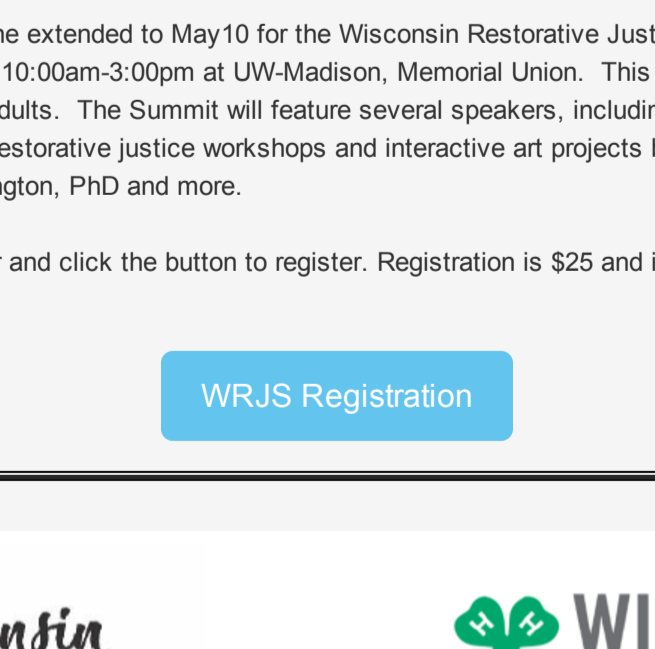 ne extended to May10 for the Wisconsin Restorative Just
10:00am-3:00pm at UW-Madison, Memorial Union.  This
dults.  The Summit will feature several speakers, includin
estorative justice workshops and interactive art projects
ngton, PhD and more.
and click the button to register. Registration is $25 and i
WRJS Registration
nsin
H H WI